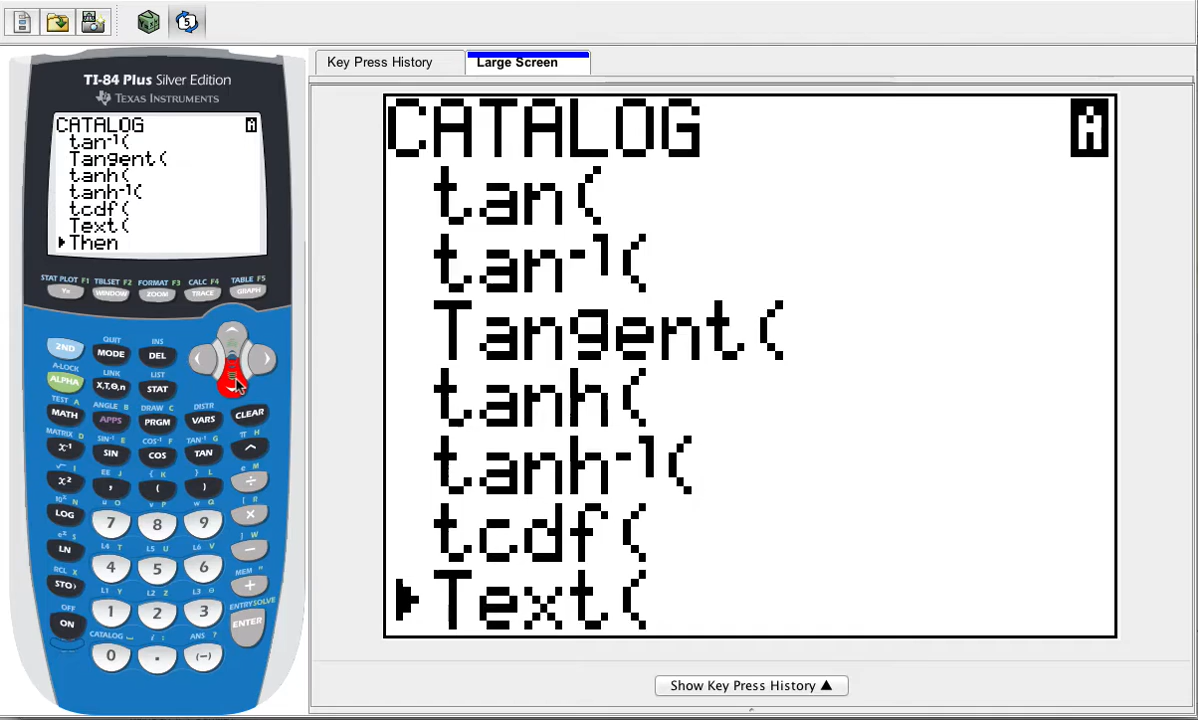 Key Press History
Large Screen
TI-84 Plus Silver Edition
TEXAS INSTRUMENTS
CATALOG
tan⁻¹(
Tangent(
tanh(
tanh⁻¹(
tcdf(
Text(
Then
CATALOG A
tan(
tan⁻¹(
Tangent(
tanh(
tanh⁻¹(
tcdf(
Text(
STAT PLOT F1 TBLSET F2 FORMAT F3 CALC F4 TABLE F5
Y= WINDOW ZOOM TRACE GRAPH
QUIT INS
2ND MODE DEL
A-LOCK LINK LIST
ALPHA X,T,Θ,n STAT
TEST A ANGLE B DRAW C DISTR
MATH APPS PRGM VARS CLEAR
MATRIX D SIN⁻¹ E COS⁻¹ F TAN⁻¹ G π H
X⁻¹ SIN COS TAN ^
√ I EE J { K } L e M
X² , ( ) ÷
10ˣ N u O v P w Q [ R
LOG 7 8 9 ×
eˣ S L4 T L5 U L6 V ] W
LN 4 5 6 −
RCL X L1 Y L2 Z L3 Θ MEM "
STO› 1 2 3 +
OFF CATALOG i : ANS ? ENTRY SOLVE
ON 0 . (−) ENTER
Show Key Press History ▲